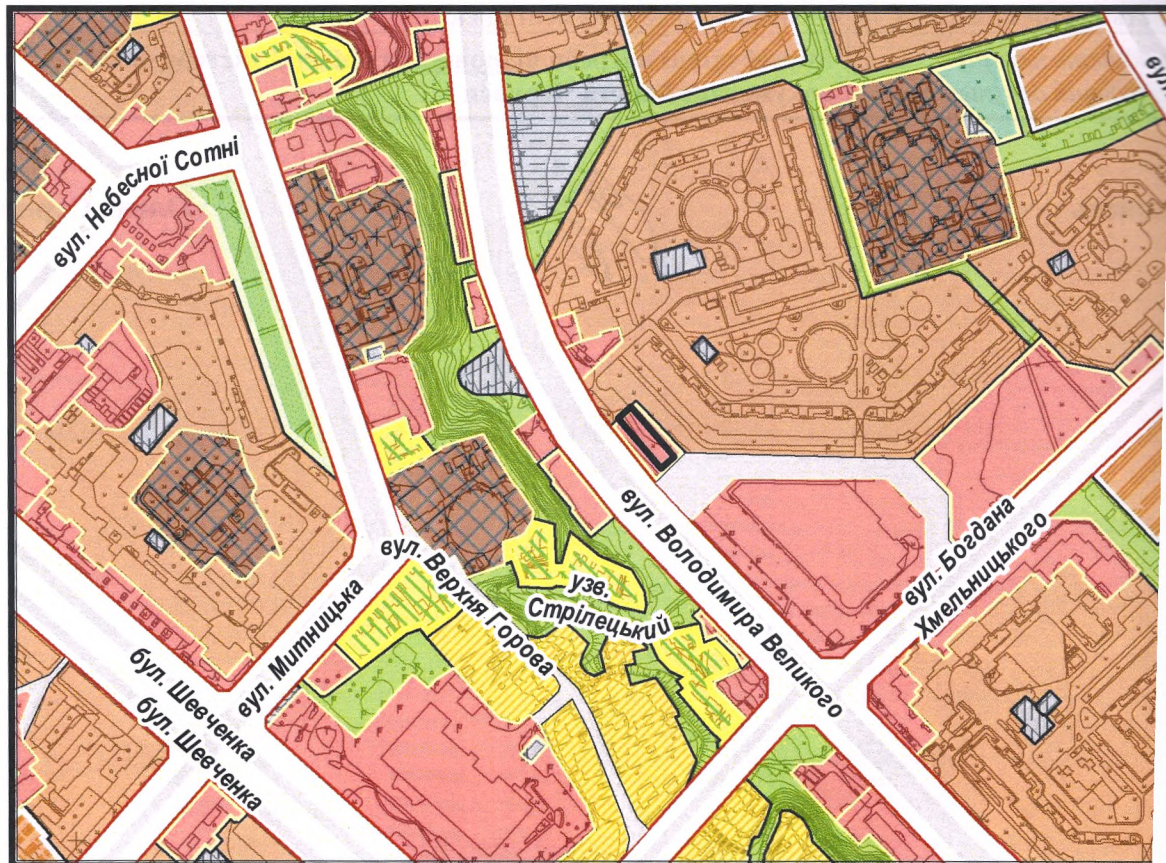 вул. Небесної Сотні
вул.
вул. Володимира Великого
вул. Верхня Горова
узв.
Стрілецький
вул. Богдана
Хмельницького
вул. Митницька
бул. Шевченка
бул. Шевченка